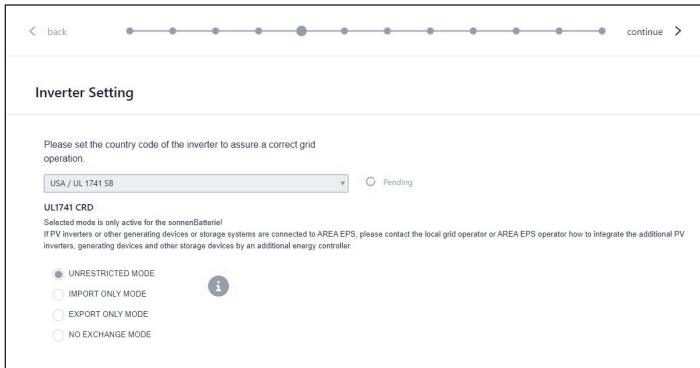 back
continue
Inverter Setting
Please set the country code of the inverter to assure a correct grid
operation.
USA / UL 1741 SB
Pending
UL1741 CRD
Selected mode is only active for the sonnenBatterie!
If PV inverters or other generating devices or storage systems are connected to AREA EPS, please contact the local grid operator or AREA EPS operator how to integrate the additional PV
inverters, generating devices and other storage devices by an additional energy controller.
UNRESTRICTED MODE
i
IMPORT ONLY MODE
EXPORT ONLY MODE
NO EXCHANGE MODE